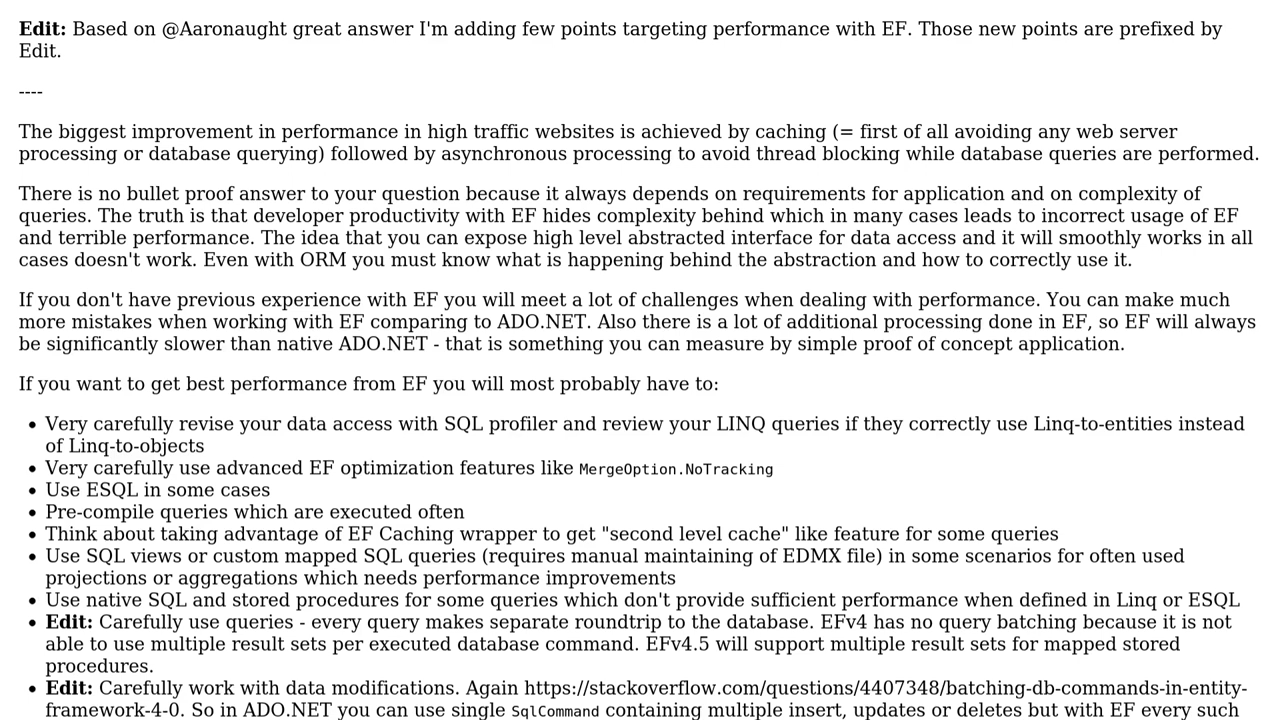 Edit: Based on @Aaronaught great answer I'm adding few points targeting performance with EF. Those new points are prefixed by
Edit.
----
The biggest improvement in performance in high traffic websites is achieved by caching (= first of all avoiding any web server
processing or database querying) followed by asynchronous processing to avoid thread blocking while database queries are performed.
There is no bullet proof answer to your question because it always depends on requirements for application and on complexity of
queries. The truth is that developer productivity with EF hides complexity behind which in many cases leads to incorrect usage of EF
and terrible performance. The idea that you can expose high level abstracted interface for data access and it will smoothly works in all
cases doesn't work. Even with ORM you must know what is happening behind the abstraction and how to correctly use it.
If you don't have previous experience with EF you will meet a lot of challenges when dealing with performance. You can make much
more mistakes when working with EF comparing to ADO.NET. Also there is a lot of additional processing done in EF, so EF will always
be significantly slower than native ADO.NET - that is something you can measure by simple proof of concept application.
If you want to get best performance from EF you will most probably have to:
• Very carefully revise your data access with SQL profiler and review your LINQ queries if they correctly use Linq-to-entities instead
of Linq-to-objects
• Very carefully use advanced EF optimization features like MergeOption.NoTracking
• Use ESQL in some cases
• Pre-compile queries which are executed often
• Think about taking advantage of EF Caching wrapper to get "second level cache" like feature for some queries
• Use SQL views or custom mapped SQL queries (requires manual maintaining of EDMX file) in some scenarios for often used
projections or aggregations which needs performance improvements
• Use native SQL and stored procedures for some queries which don't provide sufficient performance when defined in Linq or ESQL
• Edit: Carefully use queries - every query makes separate roundtrip to the database. EFv4 has no query batching because it is not
able to use multiple result sets per executed database command. EFv4.5 will support multiple result sets for mapped stored
procedures.
• Edit: Carefully work with data modifications. Again https://stackoverflow.com/questions/4407348/batching-db-commands-in-entity-
framework-4-0. So in ADO.NET you can use single SqlCommand containing multiple insert, updates or deletes but with EF every such